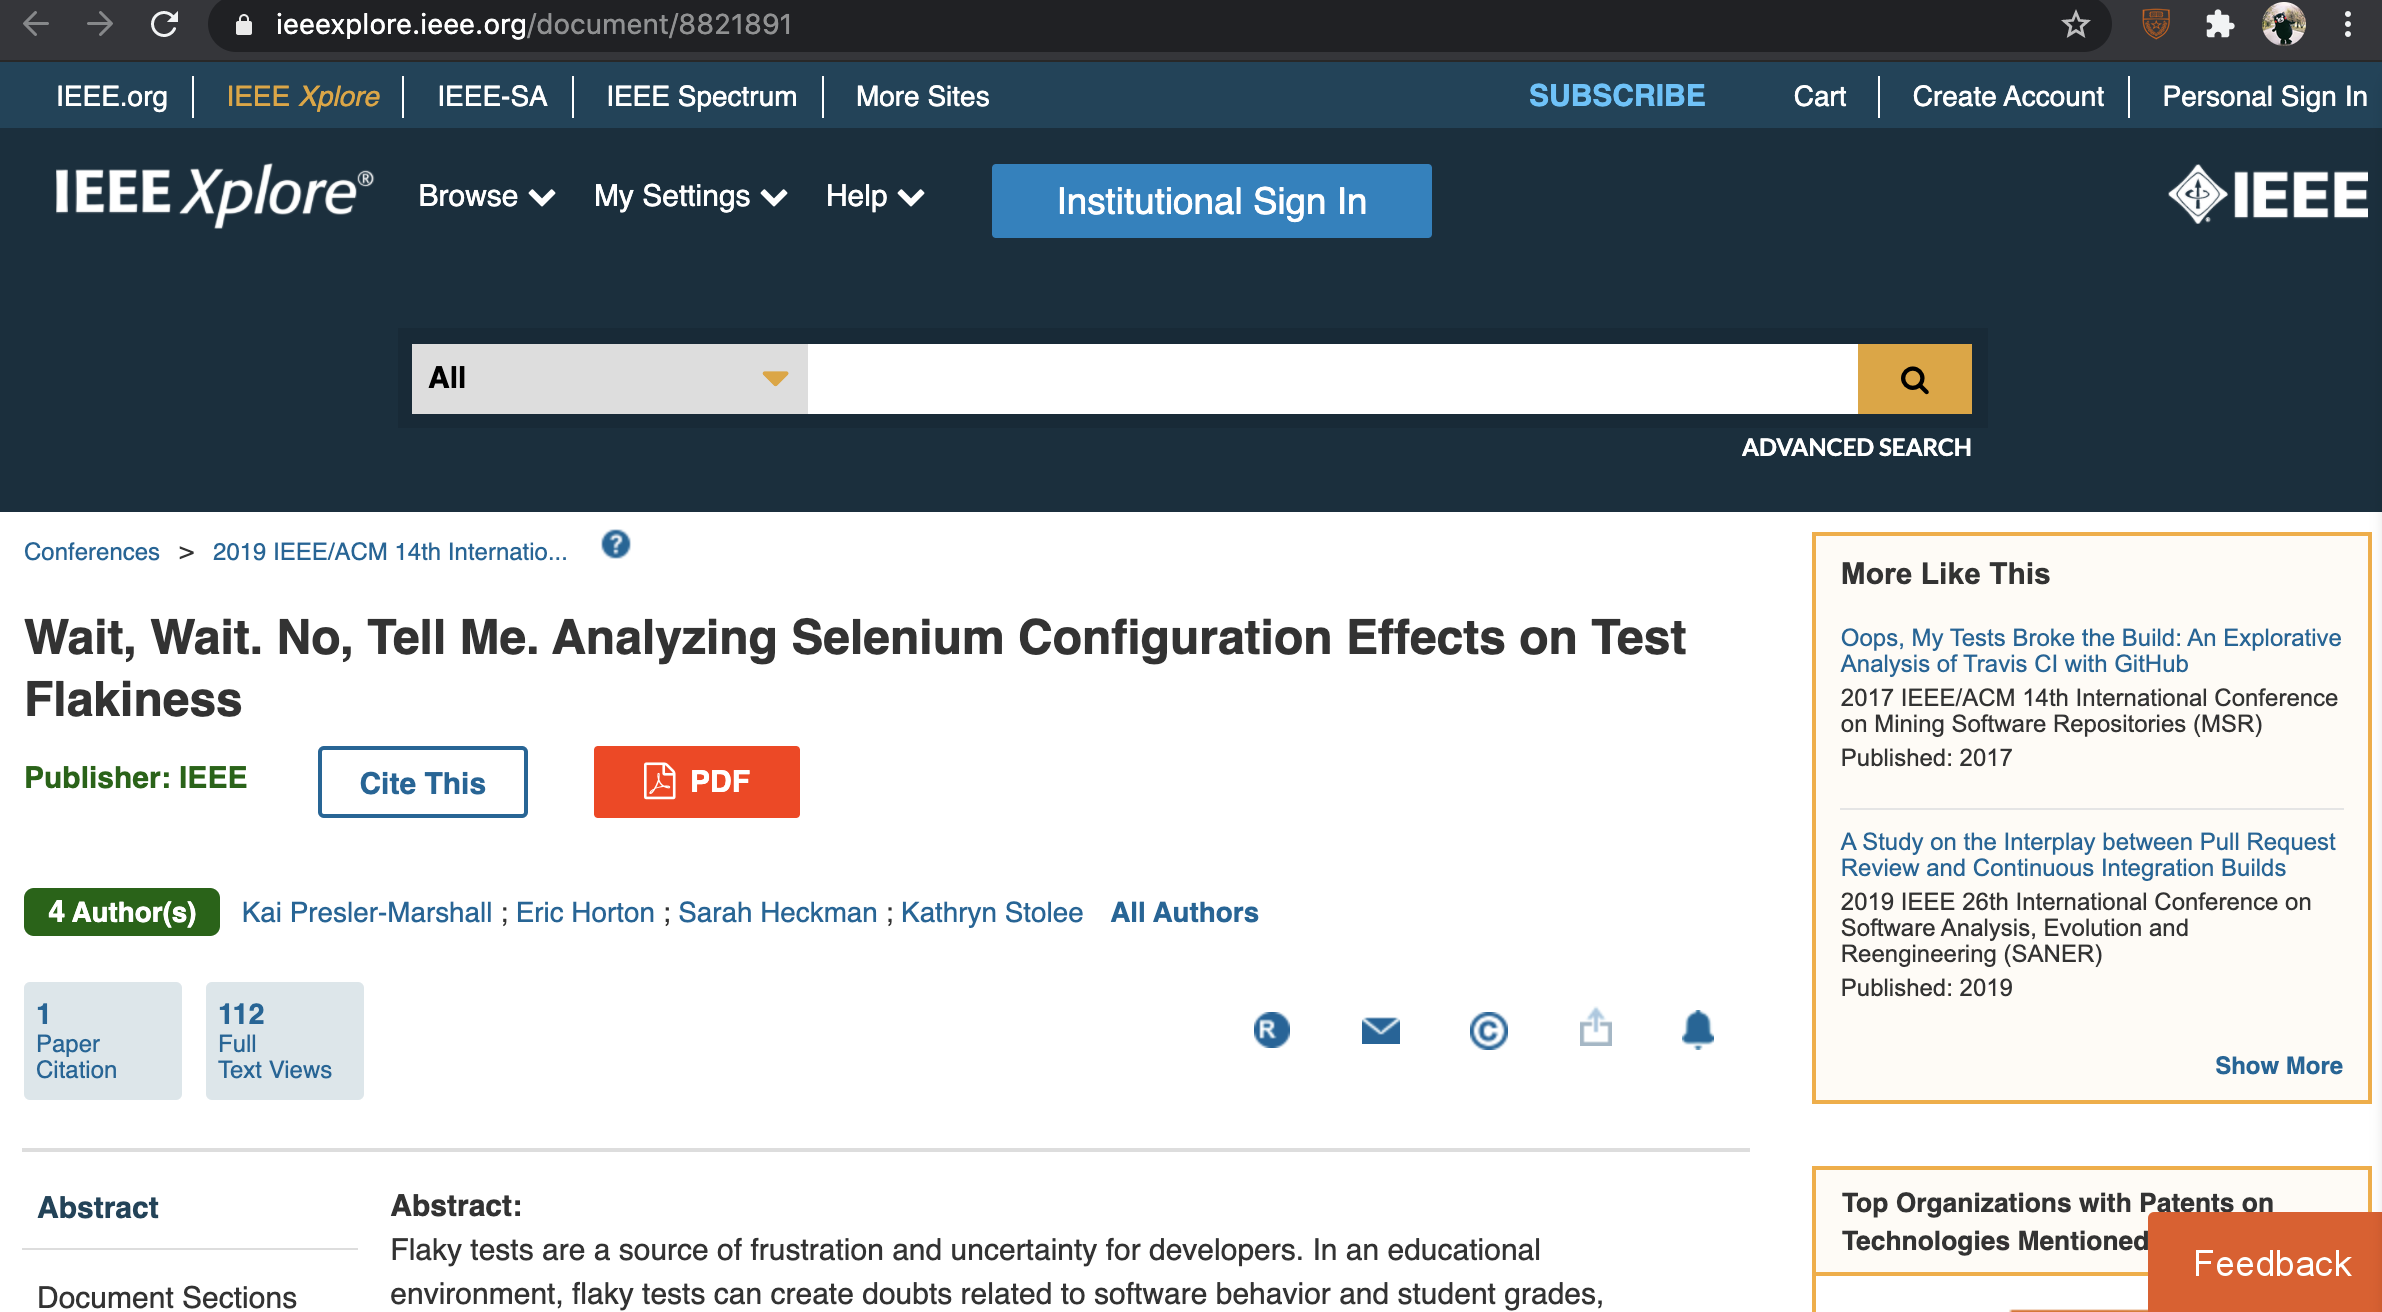 ieeexplore.ieee.org/document/8821891
IEEE.org IEEE Xplore IEEE-SA IEEE Spectrum More Sites SUBSCRIBE Cart Create Account Personal Sign In
IEEE Xplore® Browse My Settings Help Institutional Sign In IEEE
All
ADVANCED SEARCH
Conferences > 2019 IEEE/ACM 14th Internatio... ?
Wait, Wait. No, Tell Me. Analyzing Selenium Configuration Effects on Test
Flakiness
Publisher: IEEE Cite This PDF
4 Author(s) Kai Presler-Marshall ; Eric Horton ; Sarah Heckman ; Kathryn Stolee All Authors
1
Paper
Citation
112
Full
Text Views
R ©
Abstract
Document Sections
Abstract:
Flaky tests are a source of frustration and uncertainty for developers. In an educational
environment, flaky tests can create doubts related to software behavior and student grades,
More Like This
Oops, My Tests Broke the Build: An Explorative
Analysis of Travis CI with GitHub
2017 IEEE/ACM 14th International Conference
on Mining Software Repositories (MSR)
Published: 2017
A Study on the Interplay between Pull Request
Review and Continuous Integration Builds
2019 IEEE 26th International Conference on
Software Analysis, Evolution and
Reengineering (SANER)
Published: 2019
Show More
Top Organizations with Patents on
Technologies Mentioned
Feedback